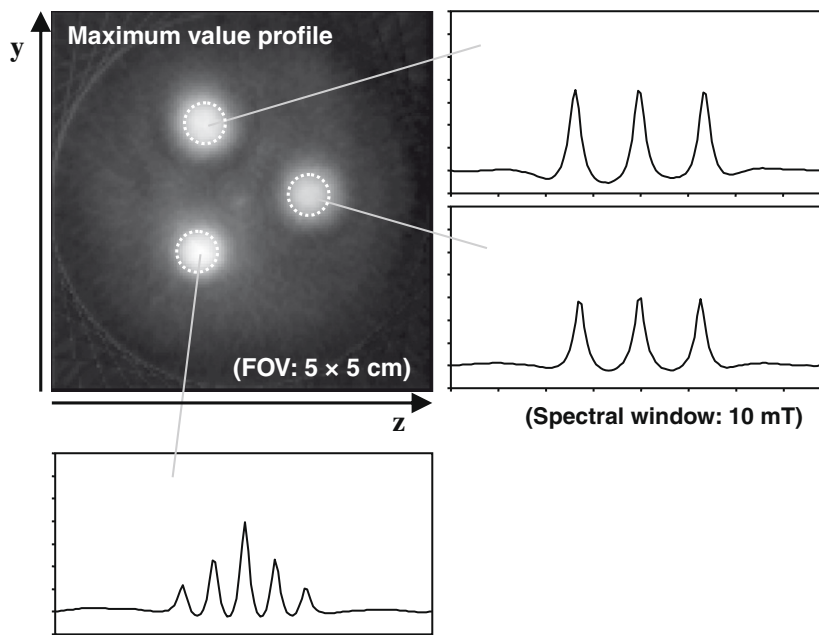 Maximum value profile
y
(FOV: 5 × 5 cm)
z
(Spectral window: 10 mT)